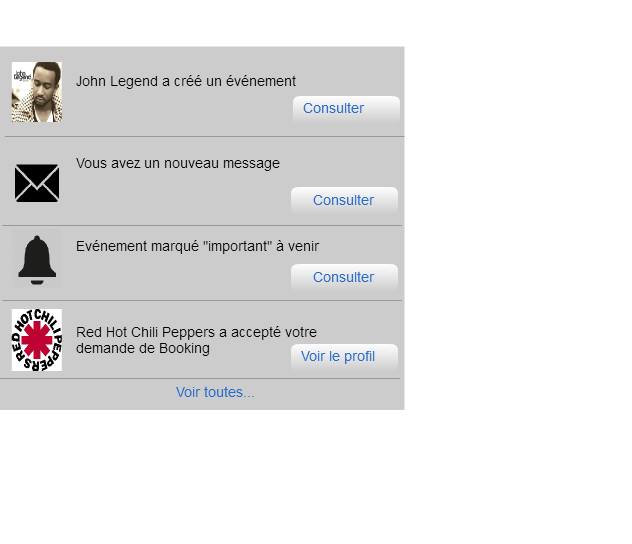 John Legend
John Legend a créé un événement
Consulter
Vous avez un nouveau message
Consulter
Evénement marqué "important" à venir
Consulter
RED HOT CHILI PEPPERS
Red Hot Chili Peppers a accepté votre
demande de Booking
Voir le profil
Voir toutes...